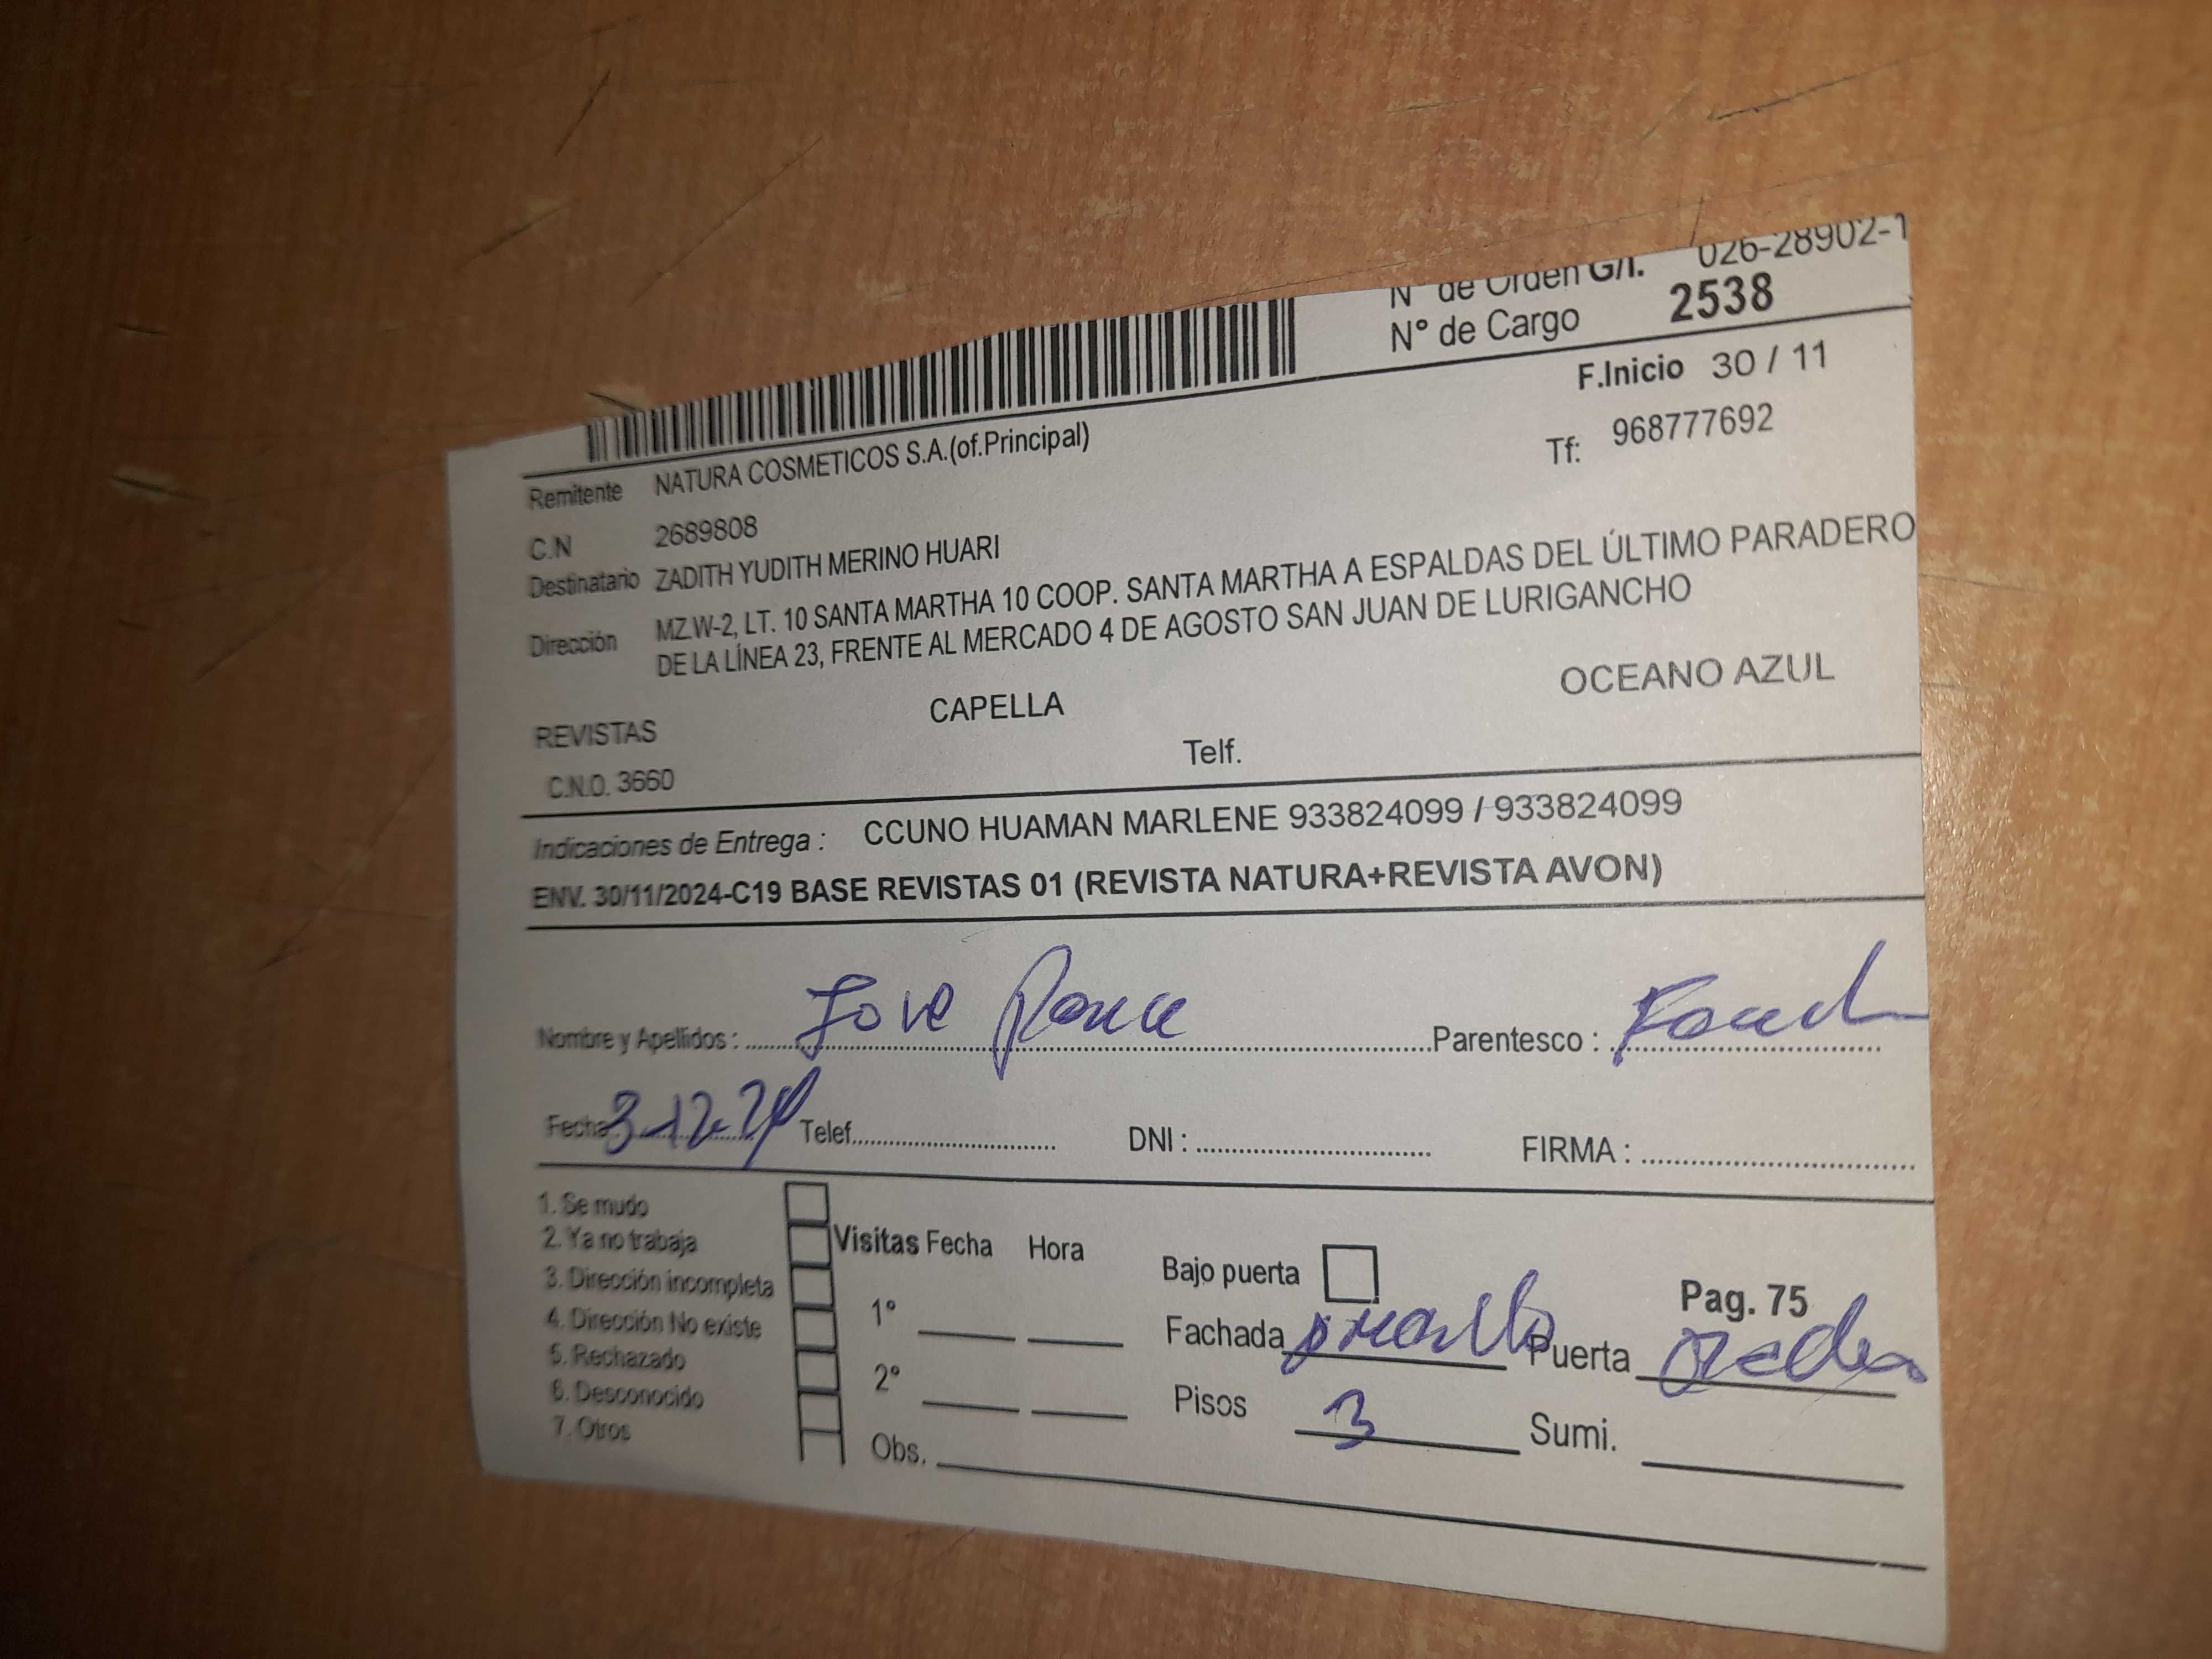 N° de Orden G/I. 026-28902-1
N° de Cargo 2538
F.Inicio 30 / 11
Remitente NATURA COSMETICOS S.A.(of.Principal)
Tf: 968777692
C.N 2689808
Destinatario ZADITH YUDITH MERINO HUARI
Dirección MZ.W-2, LT. 10 SANTA MARTHA 10 COOP. SANTA MARTHA A ESPALDAS DEL ÚLTIMO PARADERO
DE LA LÍNEA 23, FRENTE AL MERCADO 4 DE AGOSTO SAN JUAN DE LURIGANCHO
REVISTAS CAPELLA OCEANO AZUL
C.N.O. 3660 Telf.
Indicaciones de Entrega : CCUNO HUAMAN MARLENE 933824099 / 933824099
ENV. 30/11/2024-C19 BASE REVISTAS 01 (REVISTA NATURA+REVISTA AVON)
Nombre y Apellidos : Jose Parentesco :
Fecha: 3-12-24 Telef. DNI : FIRMA :
1. Se mudo
2. Ya no trabaja
3. Dirección incompleta
4. Dirección No existe
5. Rechazado
6. Desconocido
7. Otros
Visitas Fecha Hora
1°
2°
Obs.
Bajo puerta Pag. 75
Fachada Puerta
Pisos 3 Sumi.